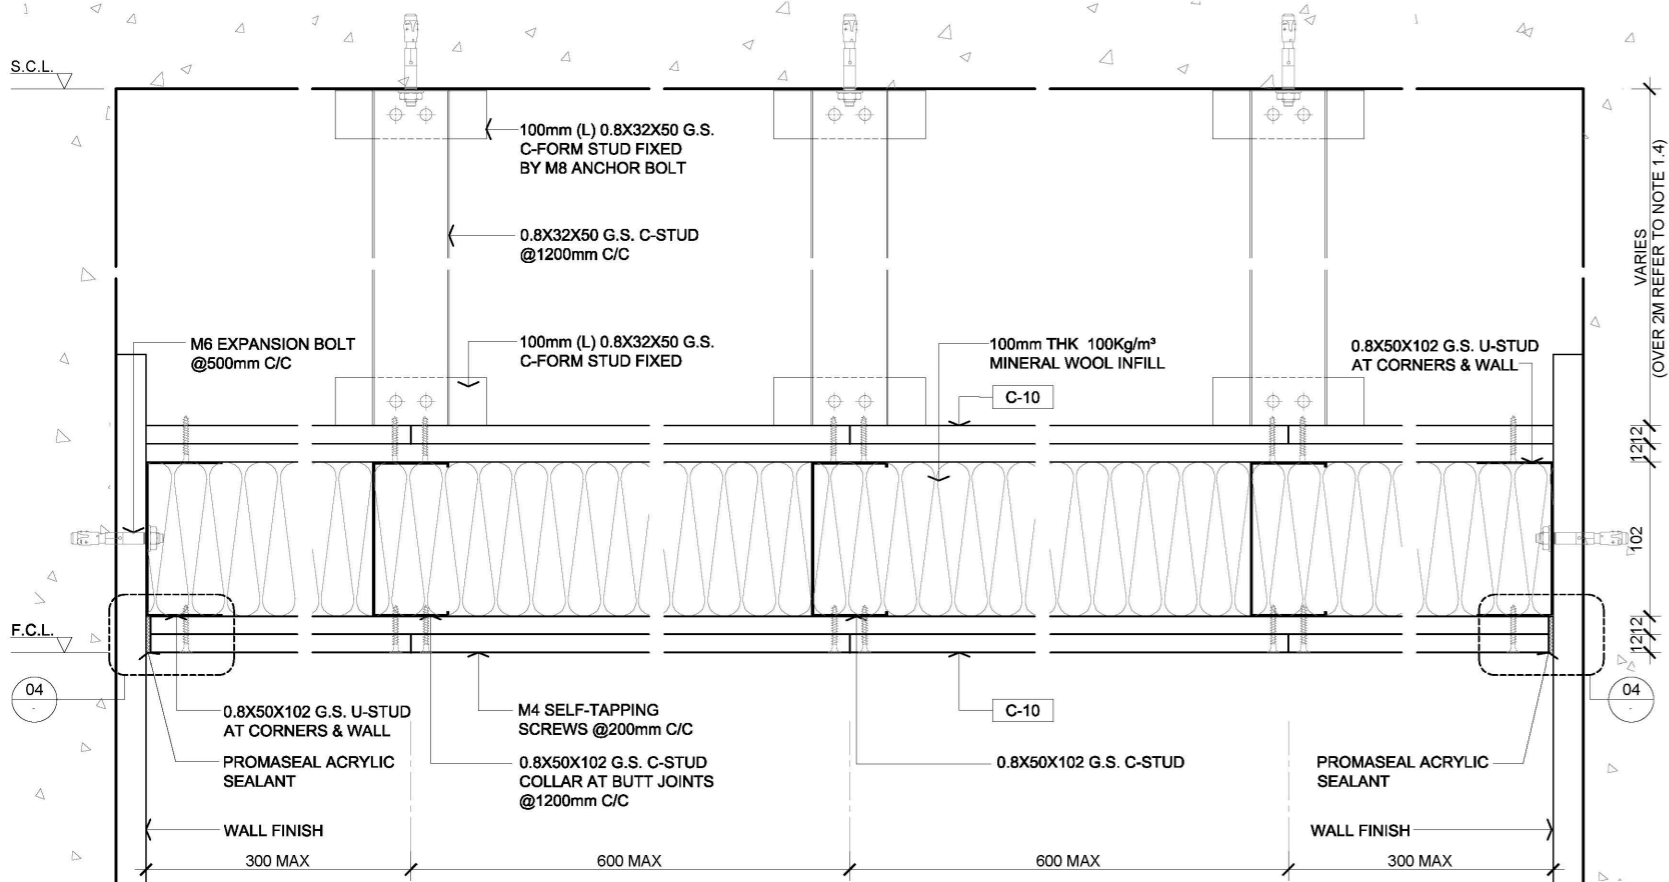 S.C.L.
100mm (L) 0.8X32X50 G.S.
C-FORM STUD FIXED
BY M8 ANCHOR BOLT
0.8X32X50 G.S. C-STUD
@1200mm C/C
VARIES
(OVER 2M REFER TO NOTE 1.4)
M6 EXPANSION BOLT
@500mm C/C
100mm (L) 0.8X32X50 G.S.
C-FORM STUD FIXED
100mm THK 100Kg/m³
MINERAL WOOL INFILL
0.8X50X102 G.S. U-STUD
AT CORNERS & WALL
C-10
12
12
102
12
12
F.C.L.
04
-
04
-
0.8X50X102 G.S. U-STUD
AT CORNERS & WALL
M4 SELF-TAPPING
SCREWS @200mm C/C
C-10
PROMASEAL ACRYLIC
SEALANT
0.8X50X102 G.S. C-STUD
COLLAR AT BUTT JOINTS
@1200mm C/C
0.8X50X102 G.S. C-STUD
PROMASEAL ACRYLIC
SEALANT
WALL FINISH
WALL FINISH
300 MAX
600 MAX
600 MAX
300 MAX